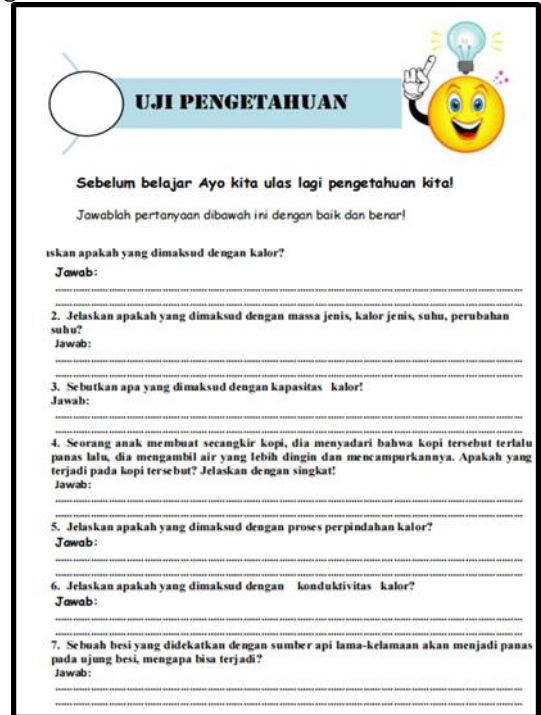 UJI PENGETAHUAN
Sebelum belajar Ayo kita ulas lagi pengetahuan kita!
Jawablah pertanyaan dibawah ini dengan baik dan benar!
skan apakah yang dimaksud dengan kalor?
Jawab:
2. Jelaskan apakah yang dimaksud dengan massa jenis, kalor jenis, suhu, perubahan
suhu?
Jawab:
3. Sebutkan apa yang dimaksud dengan kapasitas kalor!
Jawab:
4. Seorang anak membuat secangkir kopi, dia menyadari bahwa kopi tersebut terlalu
panas lalu, dia mengambil air yang lebih dingin dan mencampurkannya. Apakah yang
terjadi pada kopi tersebut? Jelaskan dengan singkat!
Jawab:
5. Jelaskan apakah yang dimaksud dengan proses perpindahan kalor?
Jawab:
6. Jelaskan apakah yang dimaksud dengan konduktivitas kalor?
Jawab:
7. Sebuah besi yang didekatkan dengan sumber api lama-kelamaan akan menjadi panas
pada ujung besi, mengapa bisa terjadi?
Jawab: